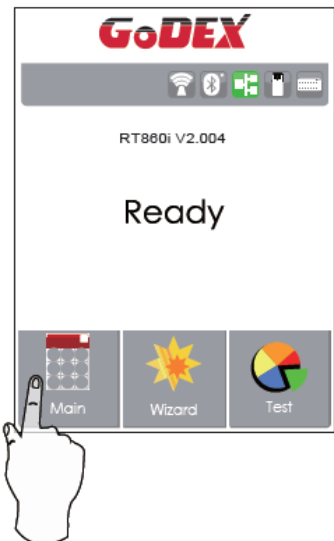 GoDEX
RT860i V2.004
Ready
Main
Wizard
Test